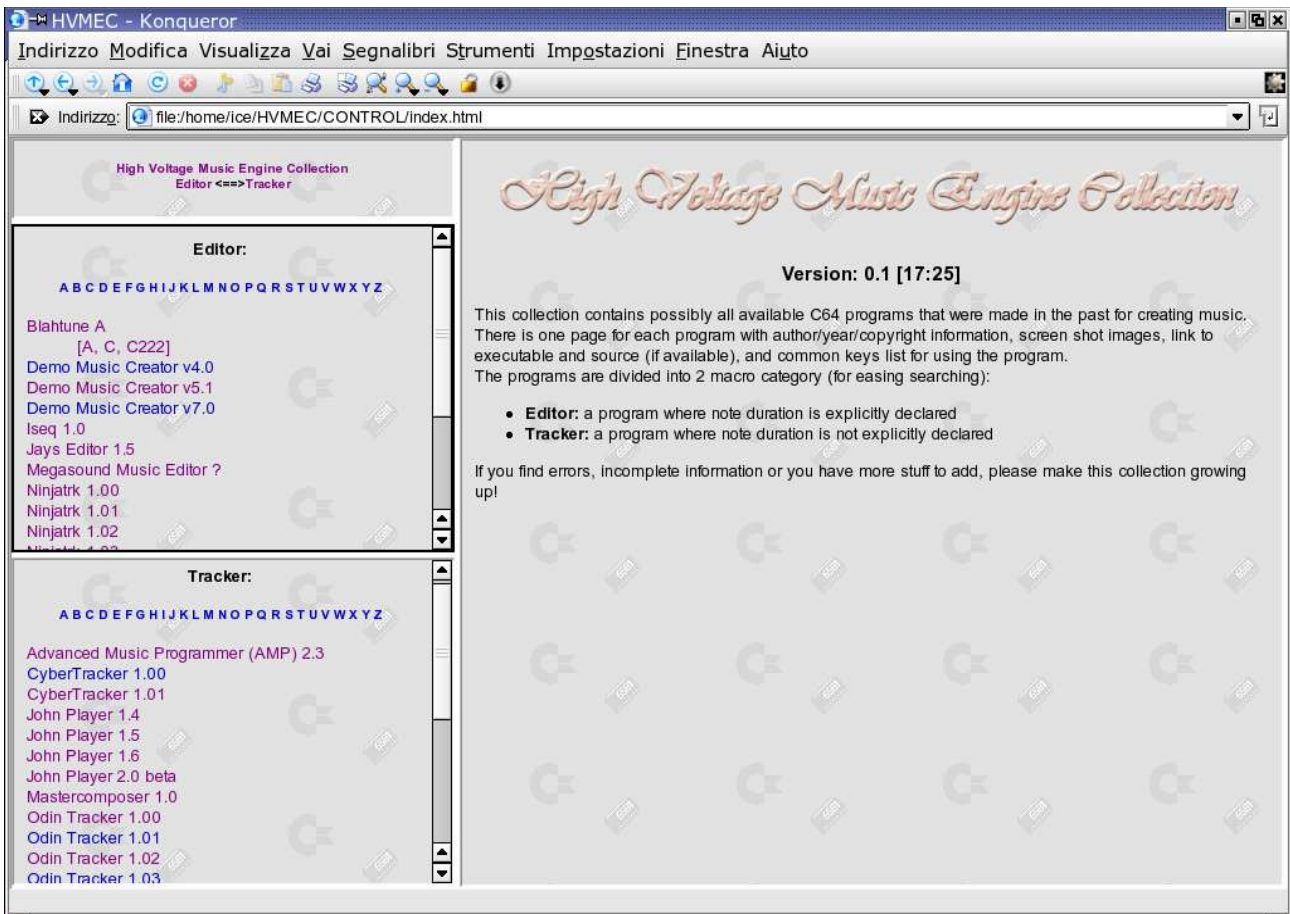 HVMEC - Konqueror
Indirizzo Modifica Visualizza Vai Segnalibri Strumenti Impostazioni Finestra Aiuto
Indirizzo: file:/home/ice/HVMEC/CONTROL/index.html
High Voltage Music Engine Collection
Editor <==>Tracker
Editor:
A B C D E F G H I J K L M N O P Q R S T U V W X Y Z
Blahtune A
[A, C, C222]
Demo Music Creator v4.0
Demo Music Creator v5.1
Demo Music Creator v7.0
Iseq 1.0
Jays Editor 1.5
Megasound Music Editor ?
Ninjatrk 1.00
Ninjatrk 1.01
Ninjatrk 1.02
Tracker:
A B C D E F G H I J K L M N O P Q R S T U V W X Y Z
Advanced Music Programmer (AMP) 2.3
CyberTracker 1.00
CyberTracker 1.01
John Player 1.4
John Player 1.5
John Player 1.6
John Player 2.0 beta
Mastercomposer 1.0
Odin Tracker 1.00
Odin Tracker 1.01
Odin Tracker 1.02
Odin Tracker 1.03
High Voltage Music Engine Collection
Version: 0.1 [17:25]
This collection contains possibly all available C64 programs that were made in the past for creating music.
There is one page for each program with author/year/copyright information, screen shot images, link to
executable and source (if available), and common keys list for using the program.
The programs are divided into 2 macro category (for easing searching):
• Editor: a program where note duration is explicitly declared
• Tracker: a program where note duration is not explicitly declared
If you find errors, incomplete information or you have more stuff to add, please make this collection growing
up!